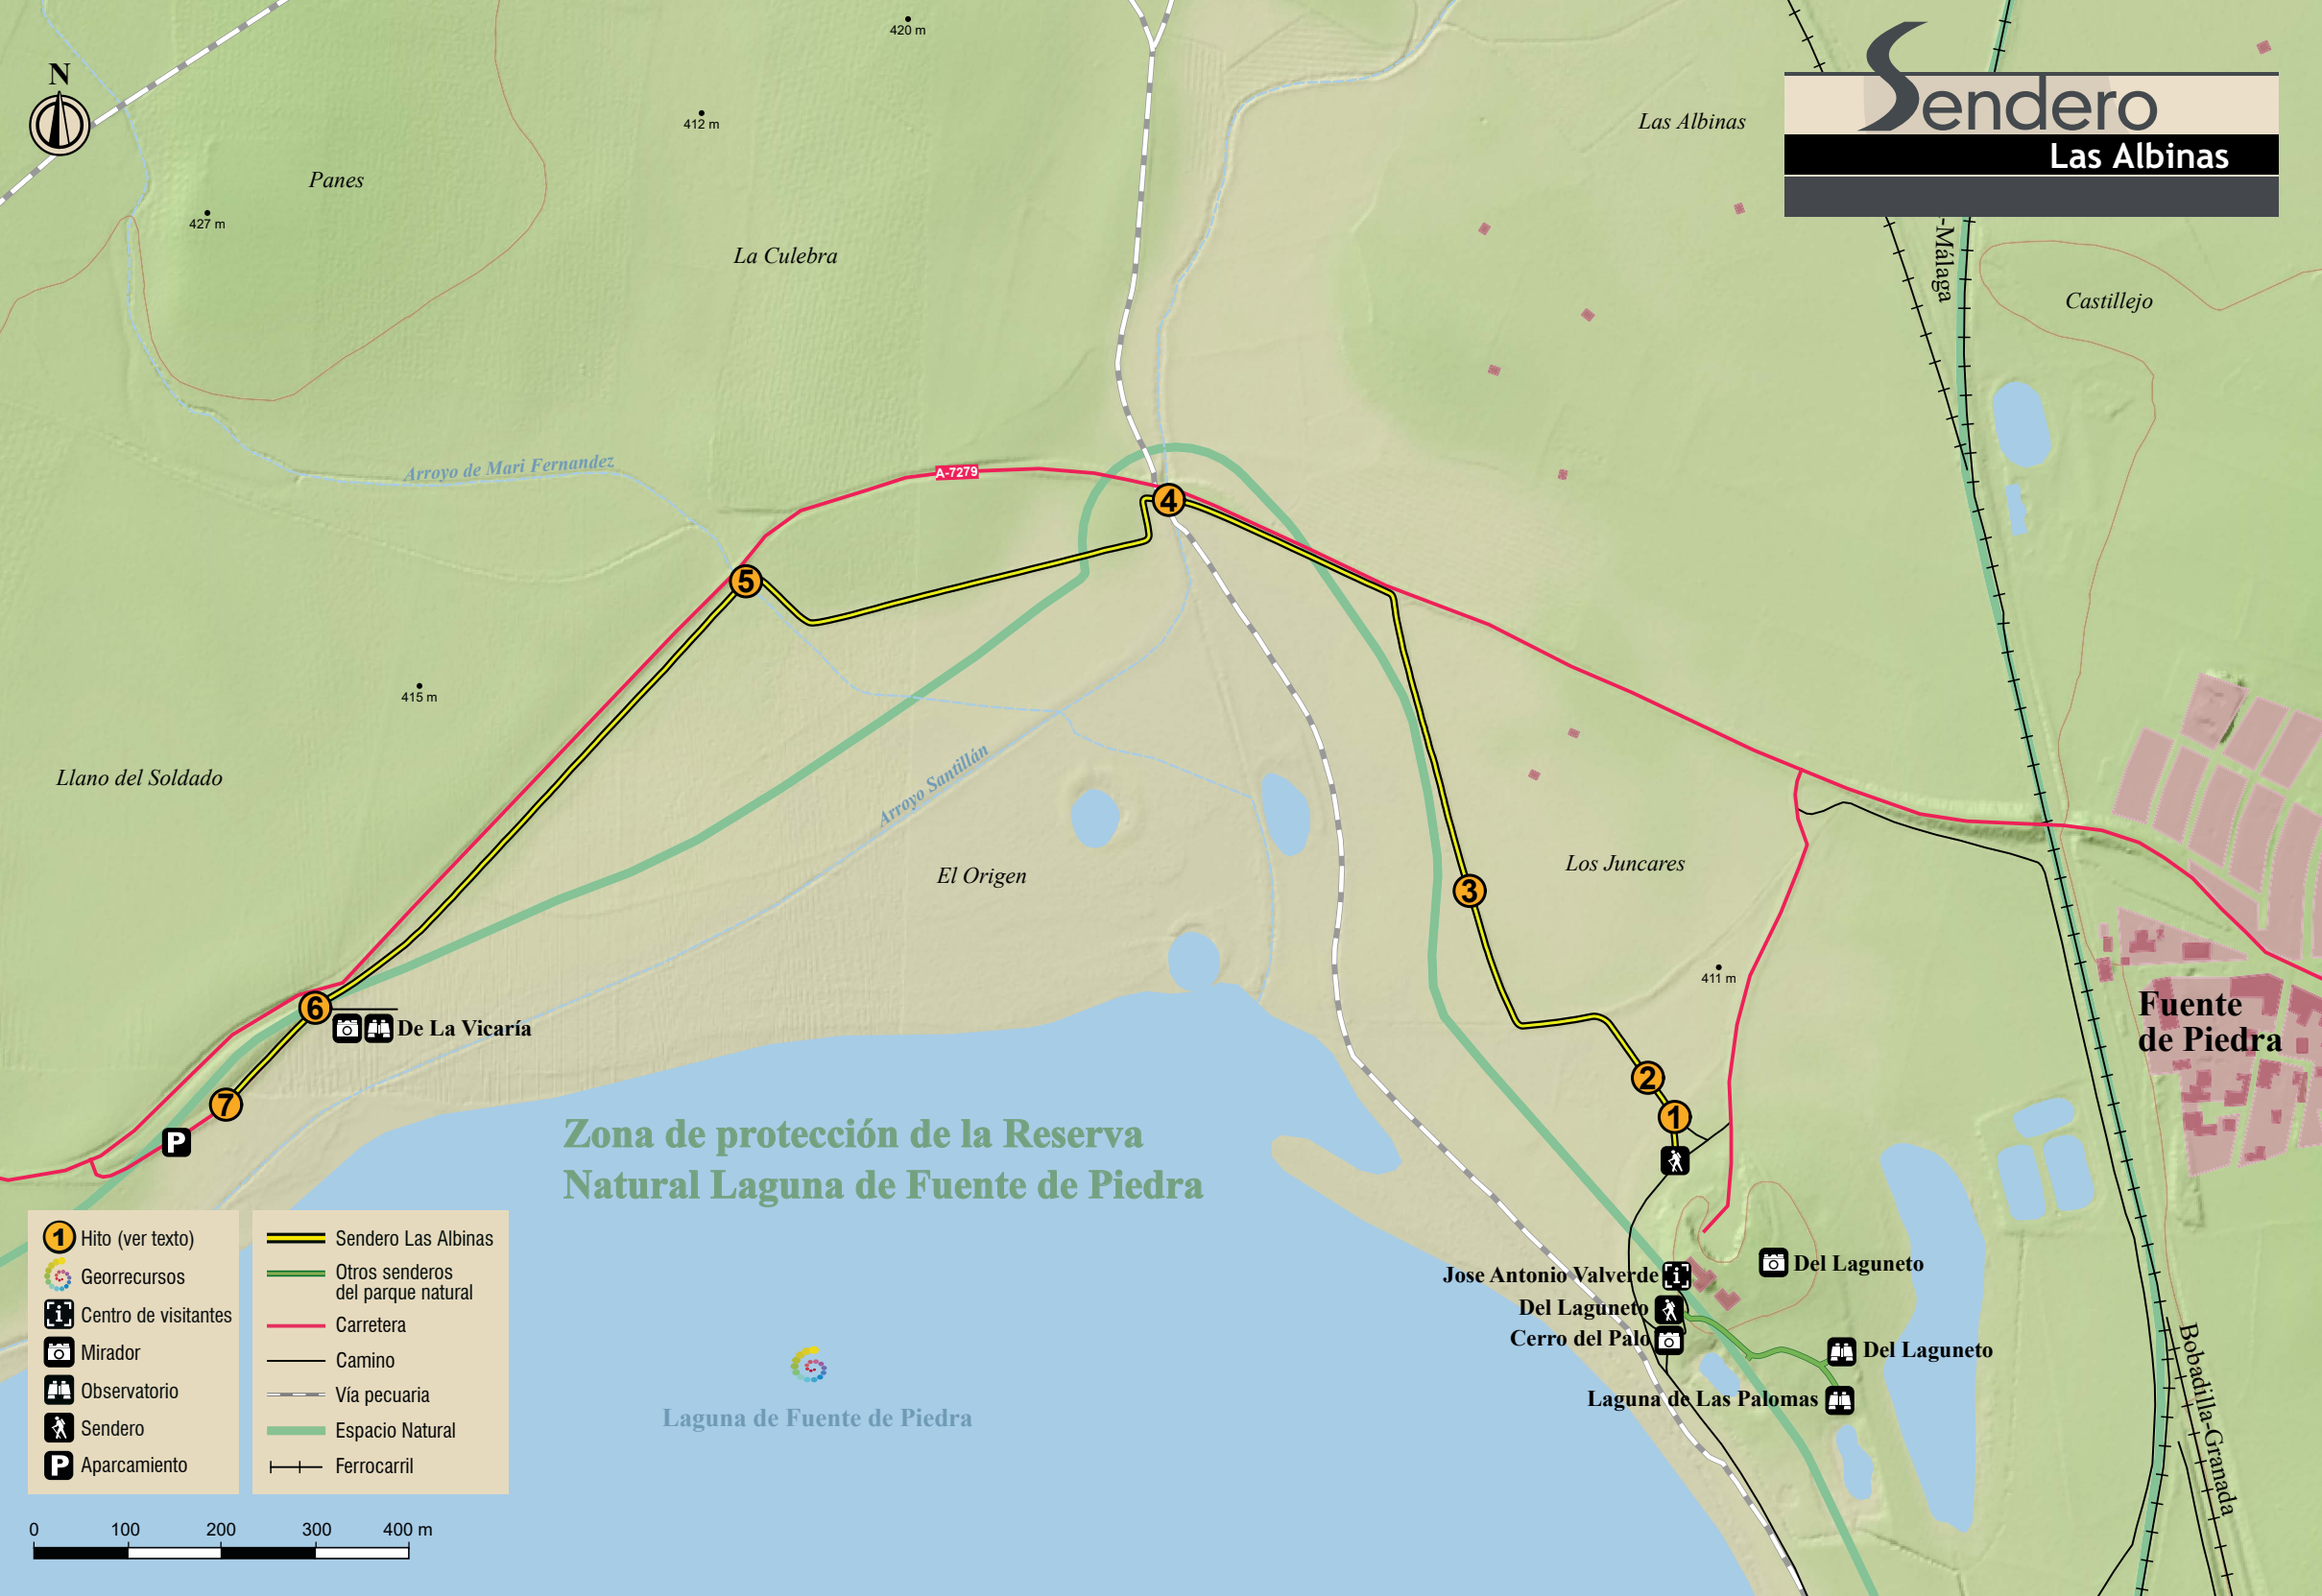 420 m
N
412 m
Las Albinas
Sendero
Las Albinas
Panes
427 m
La Culebra
-Málaga
Castillejo
Arroyo de Mari Fernandez
A-7279
4
5
415 m
Llano del Soldado
Arroyo Santillán
El Origen
3
Los Juncares
411 m
Fuente
de Piedra
6
De La Vicaría
7
P
2
1
Zona de protección de la Reserva
Natural Laguna de Fuente de Piedra
Jose Antonio Valverde
i
Del Laguneto
Del Laguneto
Cerro del Palo
Del Laguneto
Laguna de Las Palomas
Bobadilla-Granada
Laguna de Fuente de Piedra
1 Hito (ver texto)
Georrecursos
i Centro de visitantes
Mirador
Observatorio
Sendero
P Aparcamiento
Sendero Las Albinas
Otros senderos
del parque natural
Carretera
Camino
Vía pecuaria
Espacio Natural
Ferrocarril
0 100 200 300 400 m